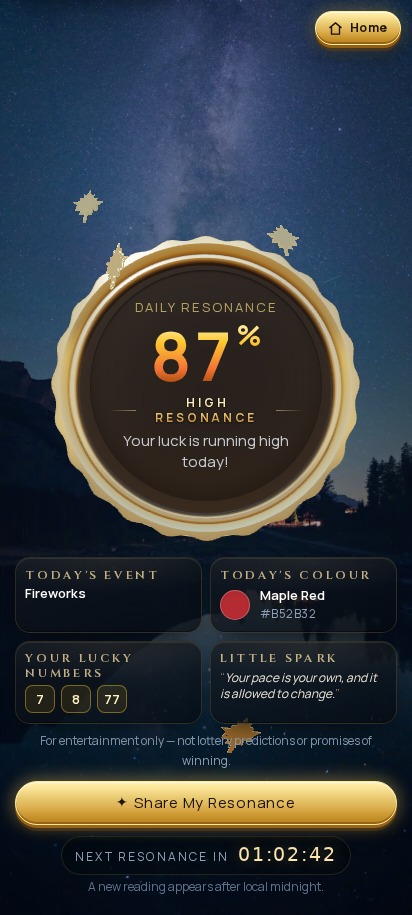 Home
DAILY RESONANCE
87%
HIGH
RESONANCE
Your luck is running high
today!
TODAY'S EVENT
Fireworks
TODAY'S COLOUR
Maple Red
#B52B32
YOUR LUCKY
NUMBERS
7 8 77
LITTLE SPARK
"Your pace is your own, and it
is allowed to change."
For entertainment only — not lottery predictions or promises of
winning.
✦ Share My Resonance
NEXT RESONANCE IN 01:02:42
A new reading appears after local midnight.